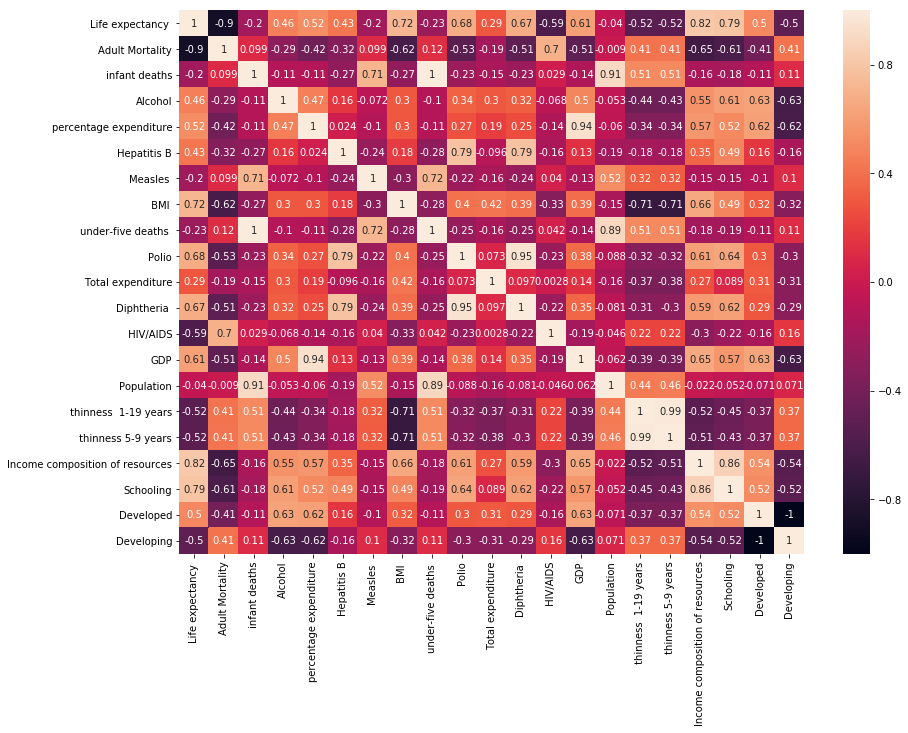 Life expectancy 1 -0.9 -0.2 0.46 0.52 0.43 -0.2 0.72 -0.23 0.68 0.29 0.67 -0.59 0.61 -0.04 -0.52 -0.52 0.82 0.79 0.5 -0.5
Adult Mortality -0.9 1 0.099 -0.29 -0.42 -0.32 0.099 -0.62 0.12 -0.53 -0.19 -0.51 0.7 -0.51 -0.009 0.41 0.41 -0.65 -0.61 -0.41 0.41
infant deaths -0.2 0.099 1 -0.11 -0.11 -0.27 0.71 -0.27 1 -0.23 -0.15 -0.23 0.029 -0.14 0.91 0.51 0.51 -0.16 -0.18 -0.11 0.11
Alcohol 0.46 -0.29 -0.11 1 0.47 0.16 -0.072 0.3 -0.1 0.34 0.3 0.32 -0.068 0.5 -0.053 -0.44 -0.43 0.55 0.61 0.63 -0.63
percentage expenditure 0.52 -0.42 -0.11 0.47 1 0.024 -0.1 0.3 -0.11 0.27 0.19 0.25 -0.14 0.94 -0.06 -0.34 -0.34 0.57 0.52 0.62 -0.62
Hepatitis B 0.43 -0.32 -0.27 0.16 0.024 1 -0.24 0.18 -0.28 0.79 -0.096 0.79 -0.16 0.13 -0.19 -0.18 -0.18 0.35 0.49 0.16 -0.16
Measles -0.2 0.099 0.71 -0.072 -0.1 -0.24 1 -0.3 0.72 -0.22 -0.16 -0.24 0.04 -0.13 0.52 0.32 0.32 -0.15 -0.15 -0.1 0.1
BMI 0.72 -0.62 -0.27 0.3 0.3 0.18 -0.3 1 -0.28 0.4 0.42 0.39 -0.33 0.39 -0.15 -0.71 -0.71 0.66 0.49 0.32 -0.32
under-five deaths -0.23 0.12 1 -0.1 -0.11 -0.28 0.72 -0.28 1 -0.25 -0.16 -0.25 0.042 -0.14 0.89 0.51 0.51 -0.18 -0.19 -0.11 0.11
Polio 0.68 -0.53 -0.23 0.34 0.27 0.79 -0.22 0.4 -0.25 1 0.073 0.95 -0.23 0.38 -0.088 -0.32 -0.32 0.61 0.64 0.3 -0.3
Total expenditure 0.29 -0.19 -0.15 0.3 0.19 -0.096 -0.16 0.42 -0.16 0.073 1 0.097 0.0028 0.14 -0.16 -0.37 -0.38 0.27 0.089 0.31 -0.31
Diphtheria 0.67 -0.51 -0.23 0.32 0.25 0.79 -0.24 0.39 -0.25 0.95 0.097 1 -0.22 0.35 -0.081 -0.31 -0.3 0.59 0.62 0.29 -0.29
HIV/AIDS -0.59 0.7 0.029 -0.068 -0.14 -0.16 0.04 -0.33 0.042 -0.23 0.0028 -0.22 1 -0.19 -0.046 0.22 0.22 -0.3 -0.22 -0.16 0.16
GDP 0.61 -0.51 -0.14 0.5 0.94 0.13 -0.13 0.39 -0.14 0.38 0.14 0.35 -0.19 1 -0.062 -0.39 -0.39 0.65 0.57 0.63 -0.63
Population -0.04 -0.009 0.91 -0.053 -0.06 -0.19 0.52 -0.15 0.89 -0.088 -0.16 -0.081 -0.046 -0.062 1 0.44 0.46 -0.022 -0.052 -0.071 0.071
thinness 1-19 years -0.52 0.41 0.51 -0.44 -0.34 -0.18 0.32 -0.71 0.51 -0.32 -0.37 -0.31 0.22 -0.39 0.44 1 0.99 -0.52 -0.45 -0.37 0.37
thinness 5-9 years -0.52 0.41 0.51 -0.43 -0.34 -0.18 0.32 -0.71 0.51 -0.32 -0.38 -0.3 0.22 -0.39 0.46 0.99 1 -0.51 -0.43 -0.37 0.37
Income composition of resources 0.82 -0.65 -0.16 0.55 0.57 0.35 -0.15 0.66 -0.18 0.61 0.27 0.59 -0.3 0.65 -0.022 -0.52 -0.51 1 0.86 0.54 -0.54
Schooling 0.79 -0.61 -0.18 0.61 0.52 0.49 -0.15 0.49 -0.19 0.64 0.089 0.62 -0.22 0.57 -0.052 -0.45 -0.43 0.86 1 0.52 -0.52
Developed 0.5 -0.41 -0.11 0.63 0.62 0.16 -0.1 0.32 -0.11 0.3 0.31 0.29 -0.16 0.63 -0.071 -0.37 -0.37 0.54 0.52 1 -1
Developing -0.5 0.41 0.11 -0.63 -0.62 -0.16 0.1 -0.32 0.11 -0.3 -0.31 -0.29 0.16 -0.63 0.071 0.37 0.37 -0.54 -0.52 -1 1
Life expectancy
Adult Mortality
infant deaths
Alcohol
percentage expenditure
Hepatitis B
Measles
BMI
under-five deaths
Polio
Total expenditure
Diphtheria
HIV/AIDS
GDP
Population
thinness 1-19 years
thinness 5-9 years
Income composition of resources
Schooling
Developed
Developing
0.8
0.4
0.0
-0.4
-0.8